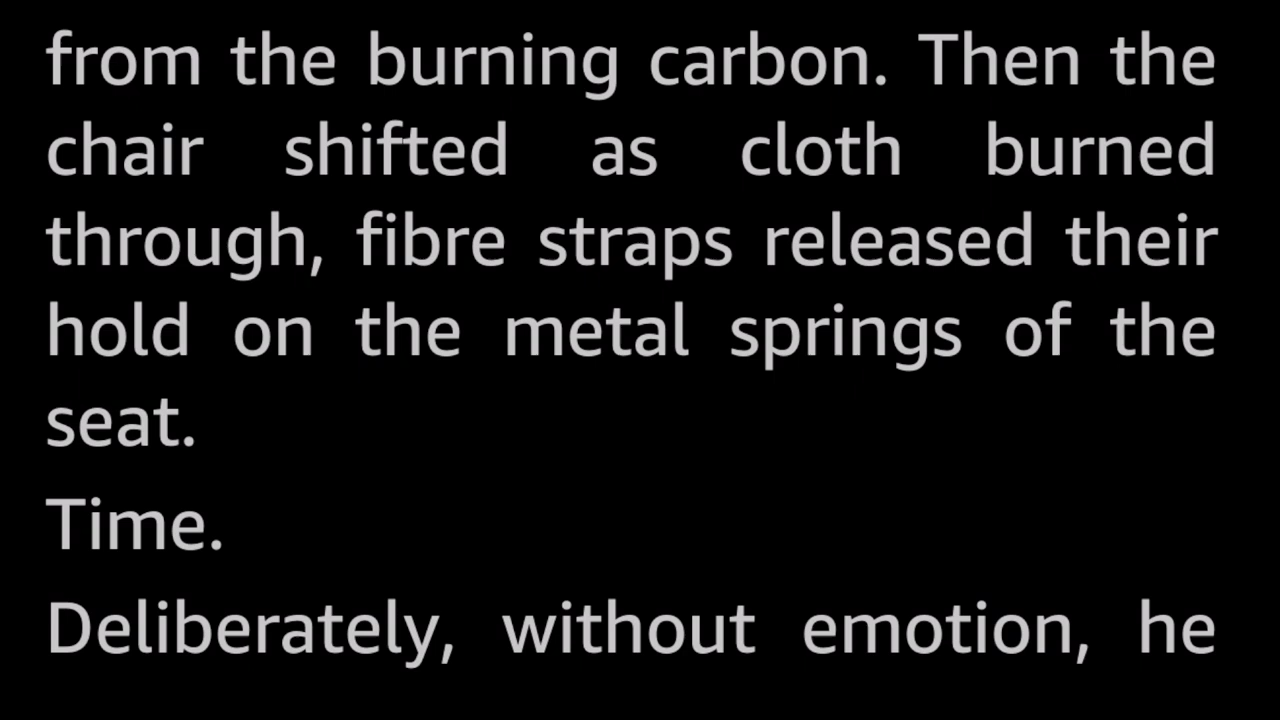 from the burning carbon. Then the
chair shifted as cloth burned
through, fibre straps released their
hold on the metal springs of the
seat.
Time.
Deliberately, without emotion, he